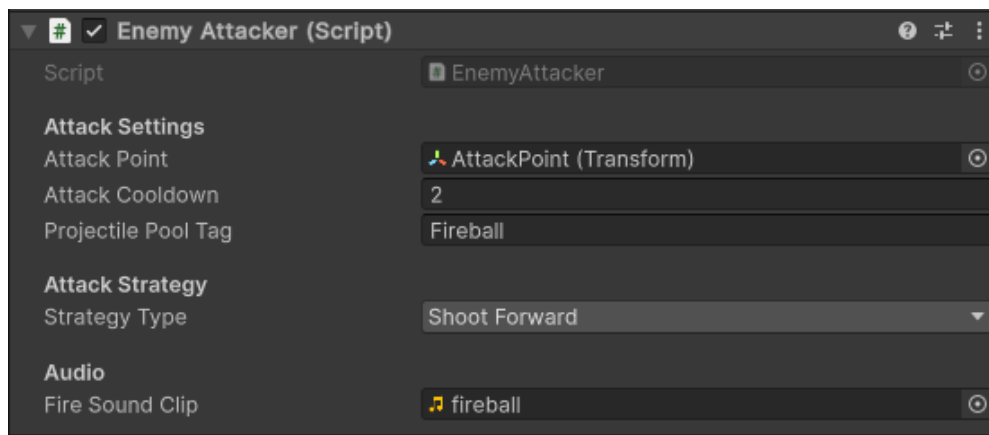 Enemy Attacker (Script)
Script EnemyAttacker
Attack Settings
Attack Point AttackPoint (Transform)
Attack Cooldown 2
Projectile Pool Tag Fireball
Attack Strategy
Strategy Type Shoot Forward
Audio
Fire Sound Clip fireball